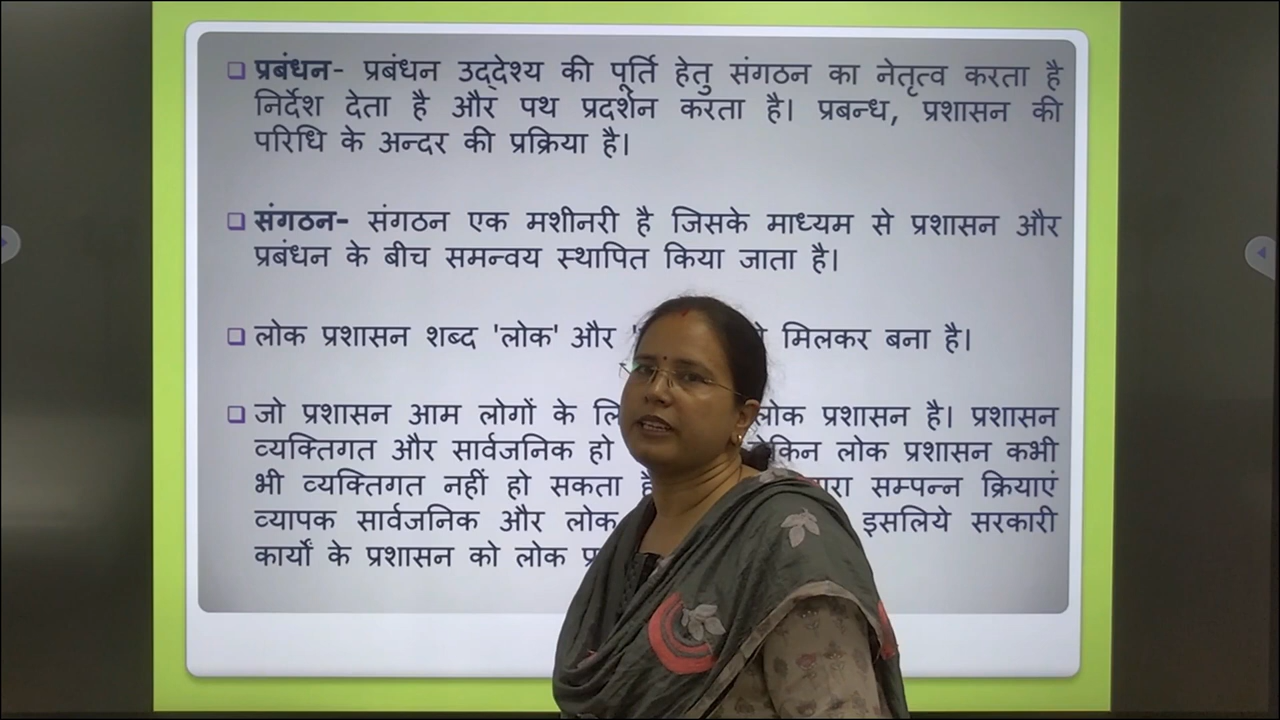 प्रबंधन- प्रबंधन उद्देश्य की पूर्ति हेतु संगठन का नेतृत्व करता है
निर्देश देता है और पथ प्रदर्शन करता है। प्रबन्ध, प्रशासन की
परिधि के अन्दर की प्रक्रिया है।
संगठन- संगठन एक मशीनरी है जिसके माध्यम से प्रशासन और
प्रबंधन के बीच समन्वय स्थापित किया जाता है।
लोक प्रशासन शब्द 'लोक' और मिलकर बना है।
जो प्रशासन आम लोगों के लोक प्रशासन है। प्रशासन
व्यक्तिगत और सार्वजनिक हो लोक प्रशासन कभी
भी व्यक्तिगत नहीं हो सकता सम्पन्न क्रियाएं
व्यापक सार्वजनिक और लोक इसलिये सरकारी
कार्यों के प्रशासन को लोक